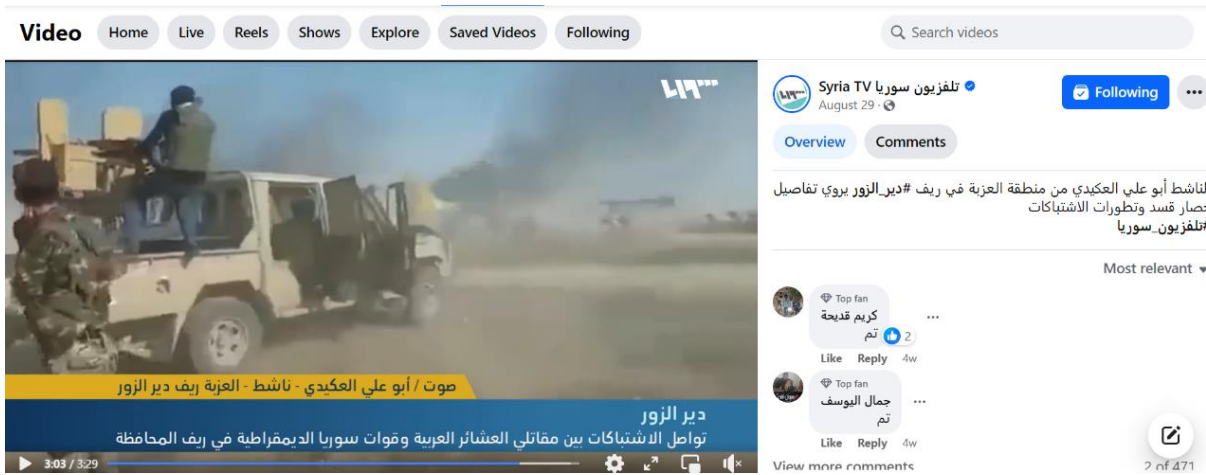 Video
Home
Live
Reels
Shows
Explore
Saved Videos
Following
Search videos
سوريا
صوت / أبو علي العكيدي - ناشط - العزبة ريف دير الزور
دير الزور
تواصل الاشتباكات بين مقاتلي العشائر العربية وقوات سوريا الديمقراطية في ريف المحافظة
3:03 / 3:29
Syria TV تلفزيون سوريا
August 29
Following
Overview
Comments
لناشط أبو علي العكيدي من منطقة العزبة في ريف #دير_الزور يروي تفاصيل
حصار قسد وتطورات الاشتباكات
#تلفزيون_سوريا
Most relevant
Top fan
كريم قديحة
تم
2
Like Reply 4w
Top fan
جمال اليوسف
تم
Like Reply 4w
View more comments
2 of 471